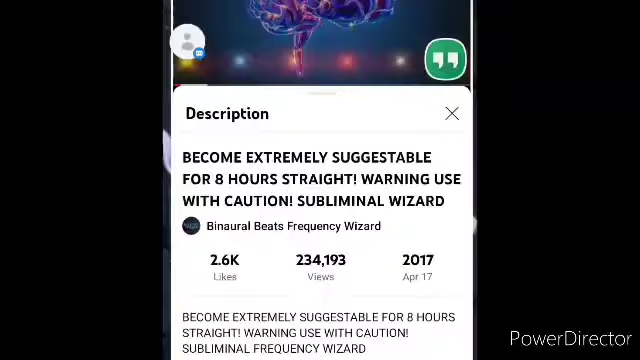 Description
BECOME EXTREMELY SUGGESTABLE
FOR 8 HOURS STRAIGHT! WARNING USE
WITH CAUTION! SUBLIMINAL WIZARD
Binaural Beats Frequency Wizard
2.6K 234,193 2017
Likes Views Apr 17
BECOME EXTREMELY SUGGESTABLE FOR 8 HOURS
STRAIGHT! WARNING USE WITH CAUTION!
SUBLIMINAL FREQUENCY WIZARD
PowerDirector